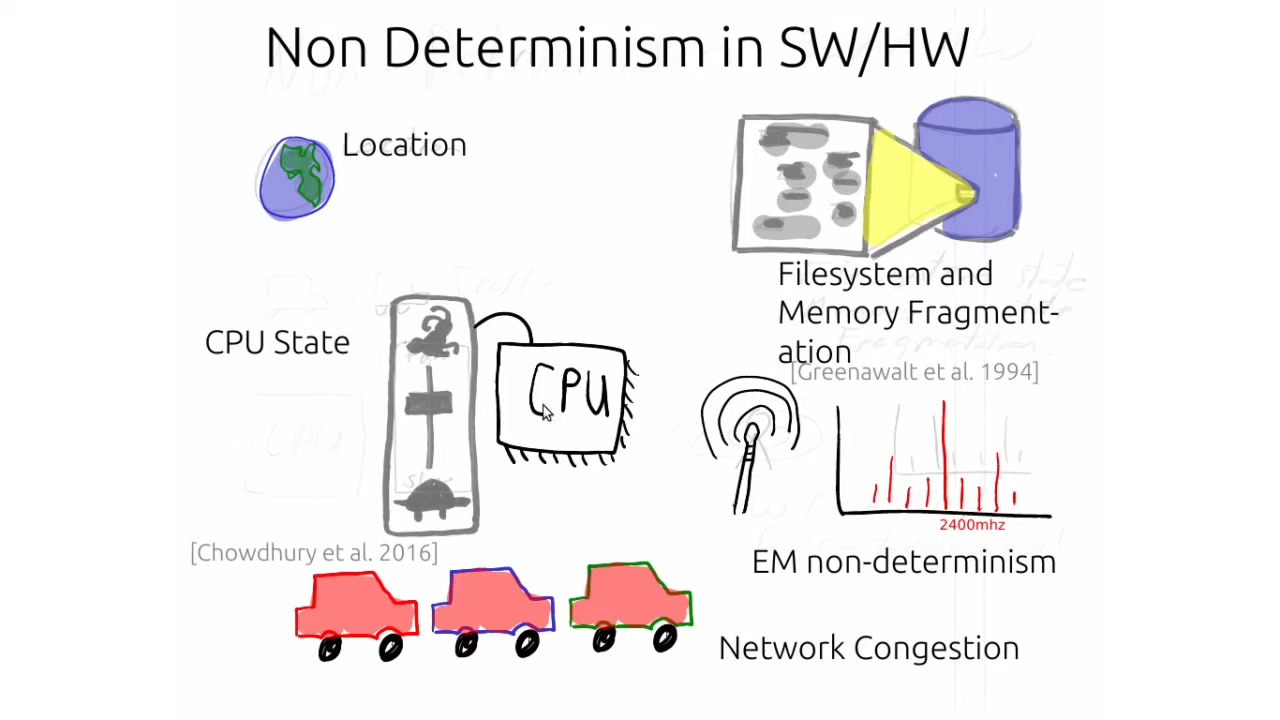 Non Determinism in SW/HW
Location
Filesystem and
Memory Fragment-
ation
[Greenawalt et al. 1994]
CPU State
CPU
2400mhz
EM non-determinism
[Chowdhury et al. 2016]
Network Congestion